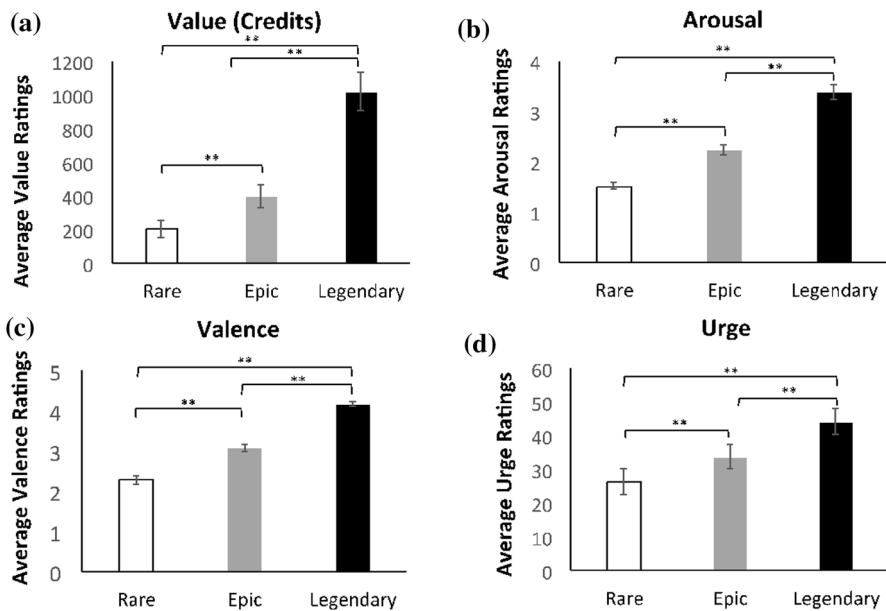 (a)
Value (Credits)
**
**
**
Average Value Ratings
1200
1000
800
600
400
200
0
Rare Epic Legendary
(b)
Arousal
**
**
**
Average Arousal Ratings
4
3
2
1
0
Rare Epic Legendary
(c)
Valence
**
**
**
Average Valence Ratings
5
4
3
2
1
0
Rare Epic Legendary
(d)
Urge
**
**
**
Average Urge Ratings
60
50
40
30
20
10
0
Rare Epic Legendary